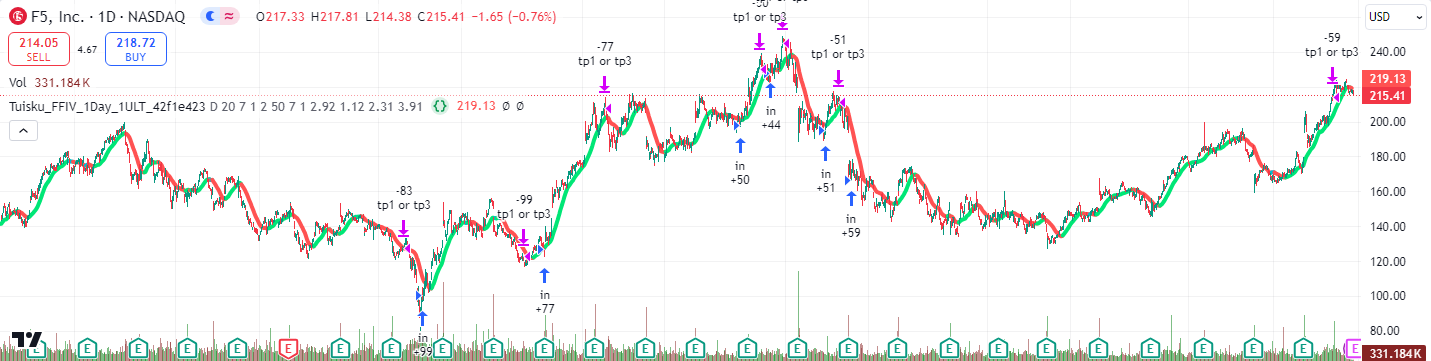 F5, Inc. · 1D · NASDAQ
O217.33 H217.81 L214.38 C215.41 −1.65 (−0.76%)
USD
214.05
SELL
4.67
218.72
BUY
Vol 331.184 K
Tuisku_FFIV_1Day_1ULT_42f1e423 D 20 7 1 2 50 7 1 2.92 1.12 2.31 3.91 {} 219.13 Ø Ø
-83
tp1 or tp3
in
+99
-99
tp1 or tp3
in
+77
-77
tp1 or tp3
in
+50
tp1 or tp3
in
+44
tp1 or tp3
in
+51
-51
tp1 or tp3
in
+59
-59
tp1 or tp3
240.00
219.13
215.41
200.00
180.00
160.00
140.00
120.00
100.00
80.00
331.184K
E E E E E E E E E E E E E E E E E E E E E E E E E E E